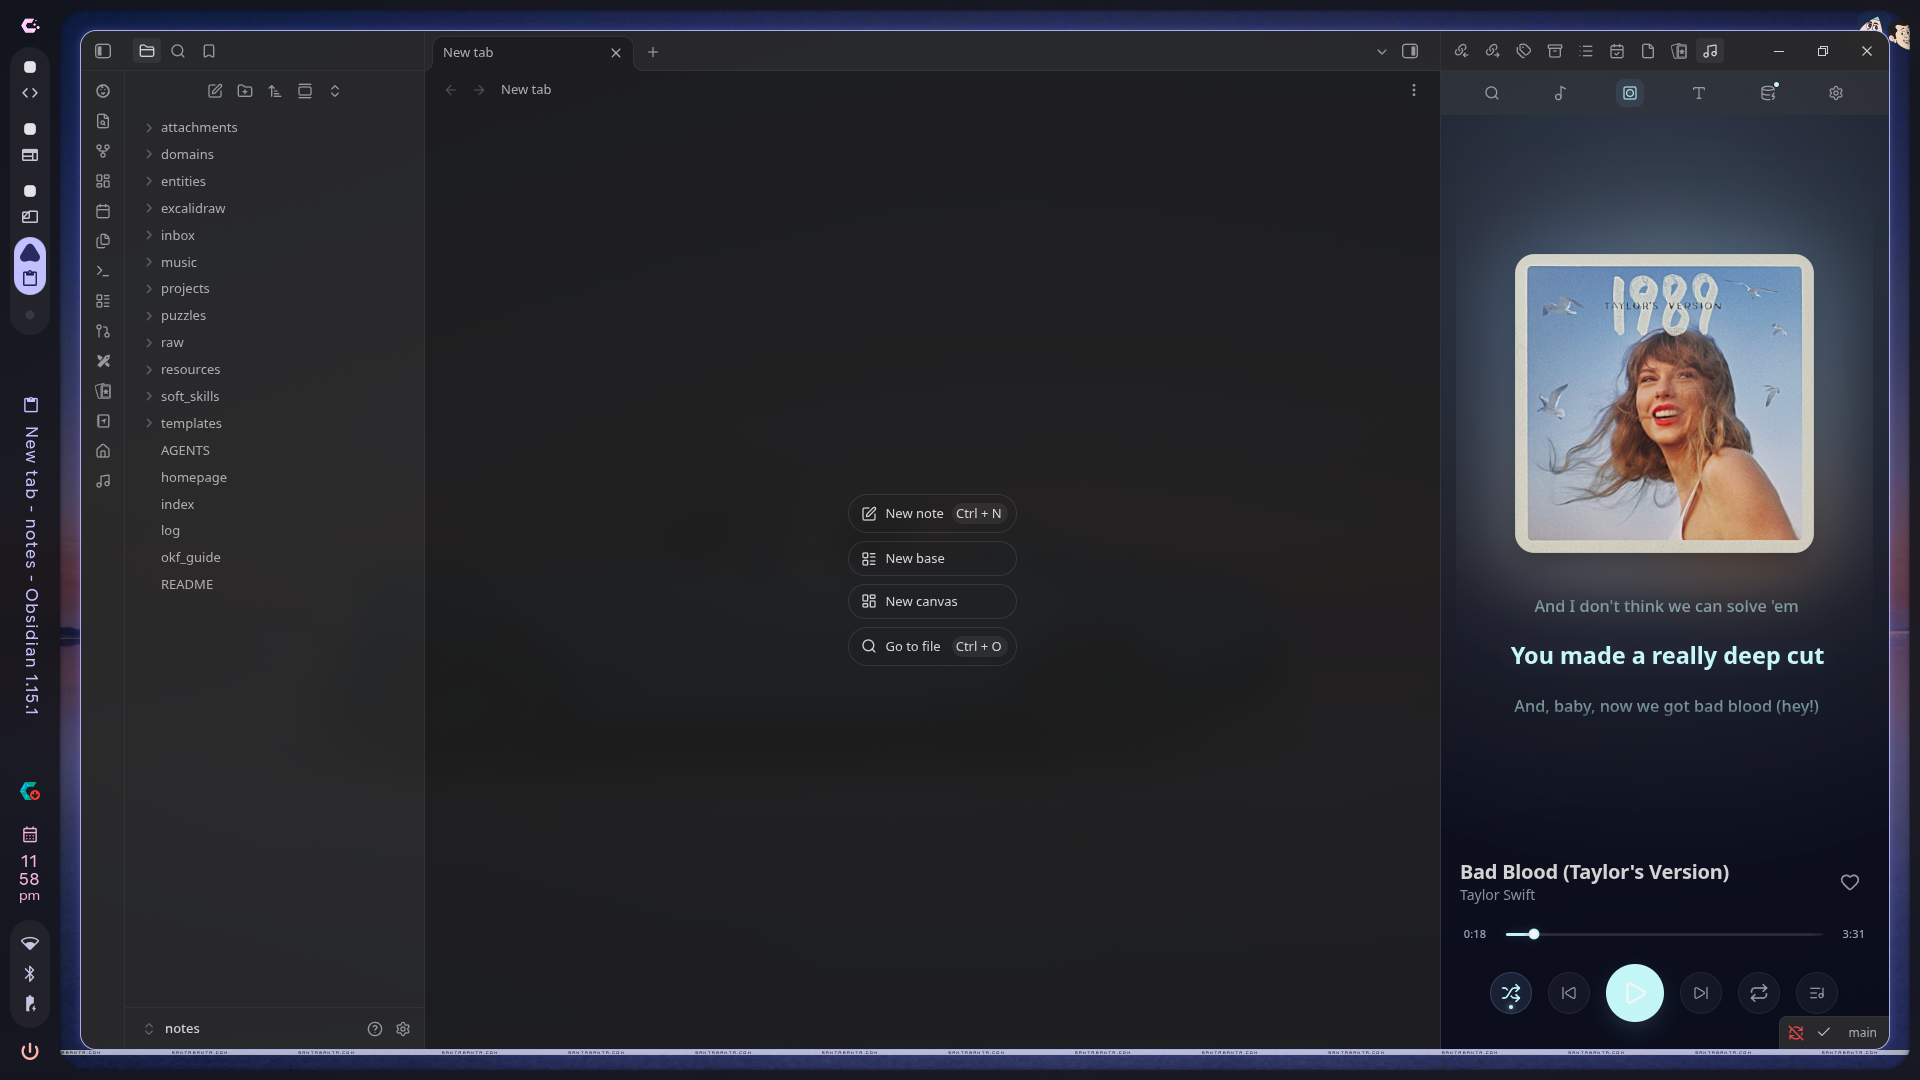 New tab
New tab
attachments
domains
entities
excalidraw
inbox
music
projects
puzzles
raw
resources
soft_skills
templates
AGENTS
homepage
index
log
okf_guide
README
notes
New note Ctrl + N
New base
New canvas
Go to file Ctrl + O
1989
TAYLOR'S VERSION
And I don't think we can solve 'em
You made a really deep cut
And, baby, now we got bad blood (hey!)
Bad Blood (Taylor's Version)
Taylor Swift
0:18
3:31
main
New tab - notes - Obsidian 1.15.1
11
58
pm